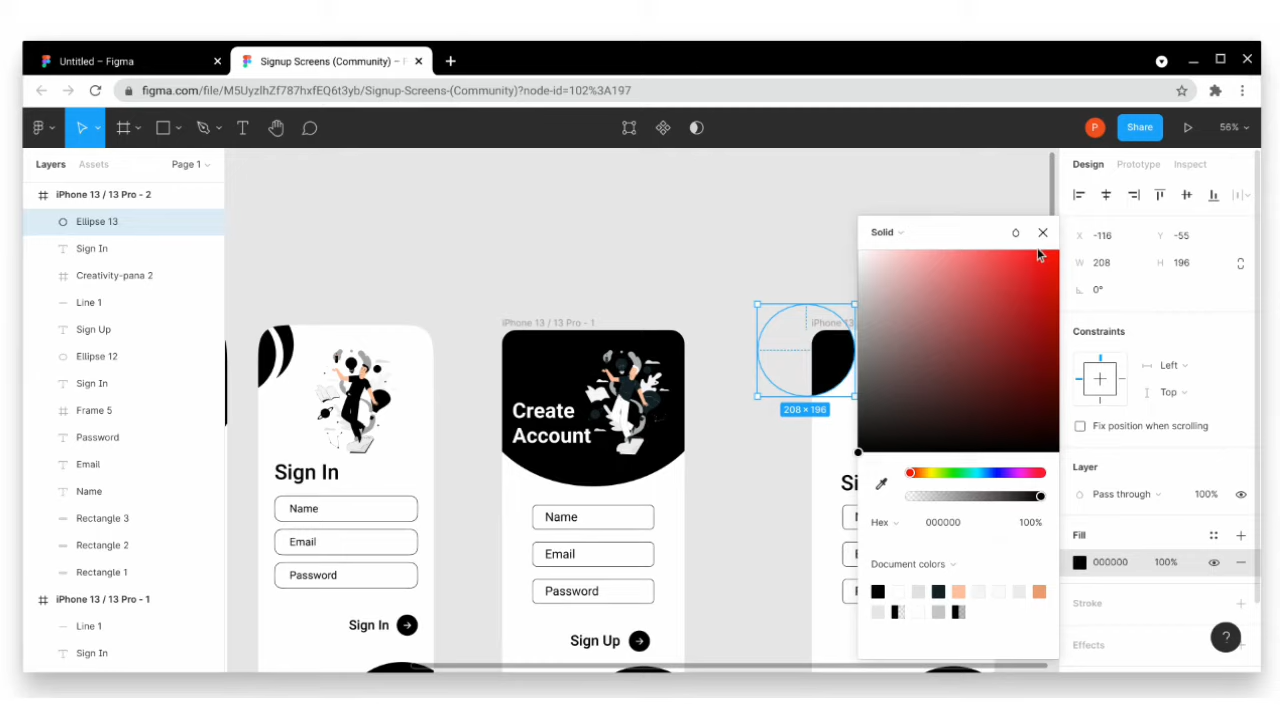 Untitled – Figma
Signup Screens (Community) – F
figma.com/file/M5UyzlhZf787hxfEQ6t3yb/Signup-Screens-(Community)?node-id=102%3A197
P
Share
56%
Layers
Assets
Page 1
iPhone 13 / 13 Pro - 2
Ellipse 13
Sign In
Creativity-pana 2
Line 1
Sign Up
Ellipse 12
Sign In
Frame 5
Password
Email
Name
Rectangle 3
Rectangle 2
Rectangle 1
iPhone 13 / 13 Pro - 1
Line 1
Sign In
Sign In
Name
Email
Password
Sign In
iPhone 13 / 13 Pro - 1
Create
Account
Name
Email
Password
Sign Up
iPhone 13
208 × 196
Si
Solid
Hex
000000
100%
Document colors
Design
Prototype
Inspect
X -116
Y -55
W 208
H 196
0°
Constraints
Left
Top
Fix position when scrolling
Layer
Pass through
100%
Fill
000000
100%
Stroke
Effects
?